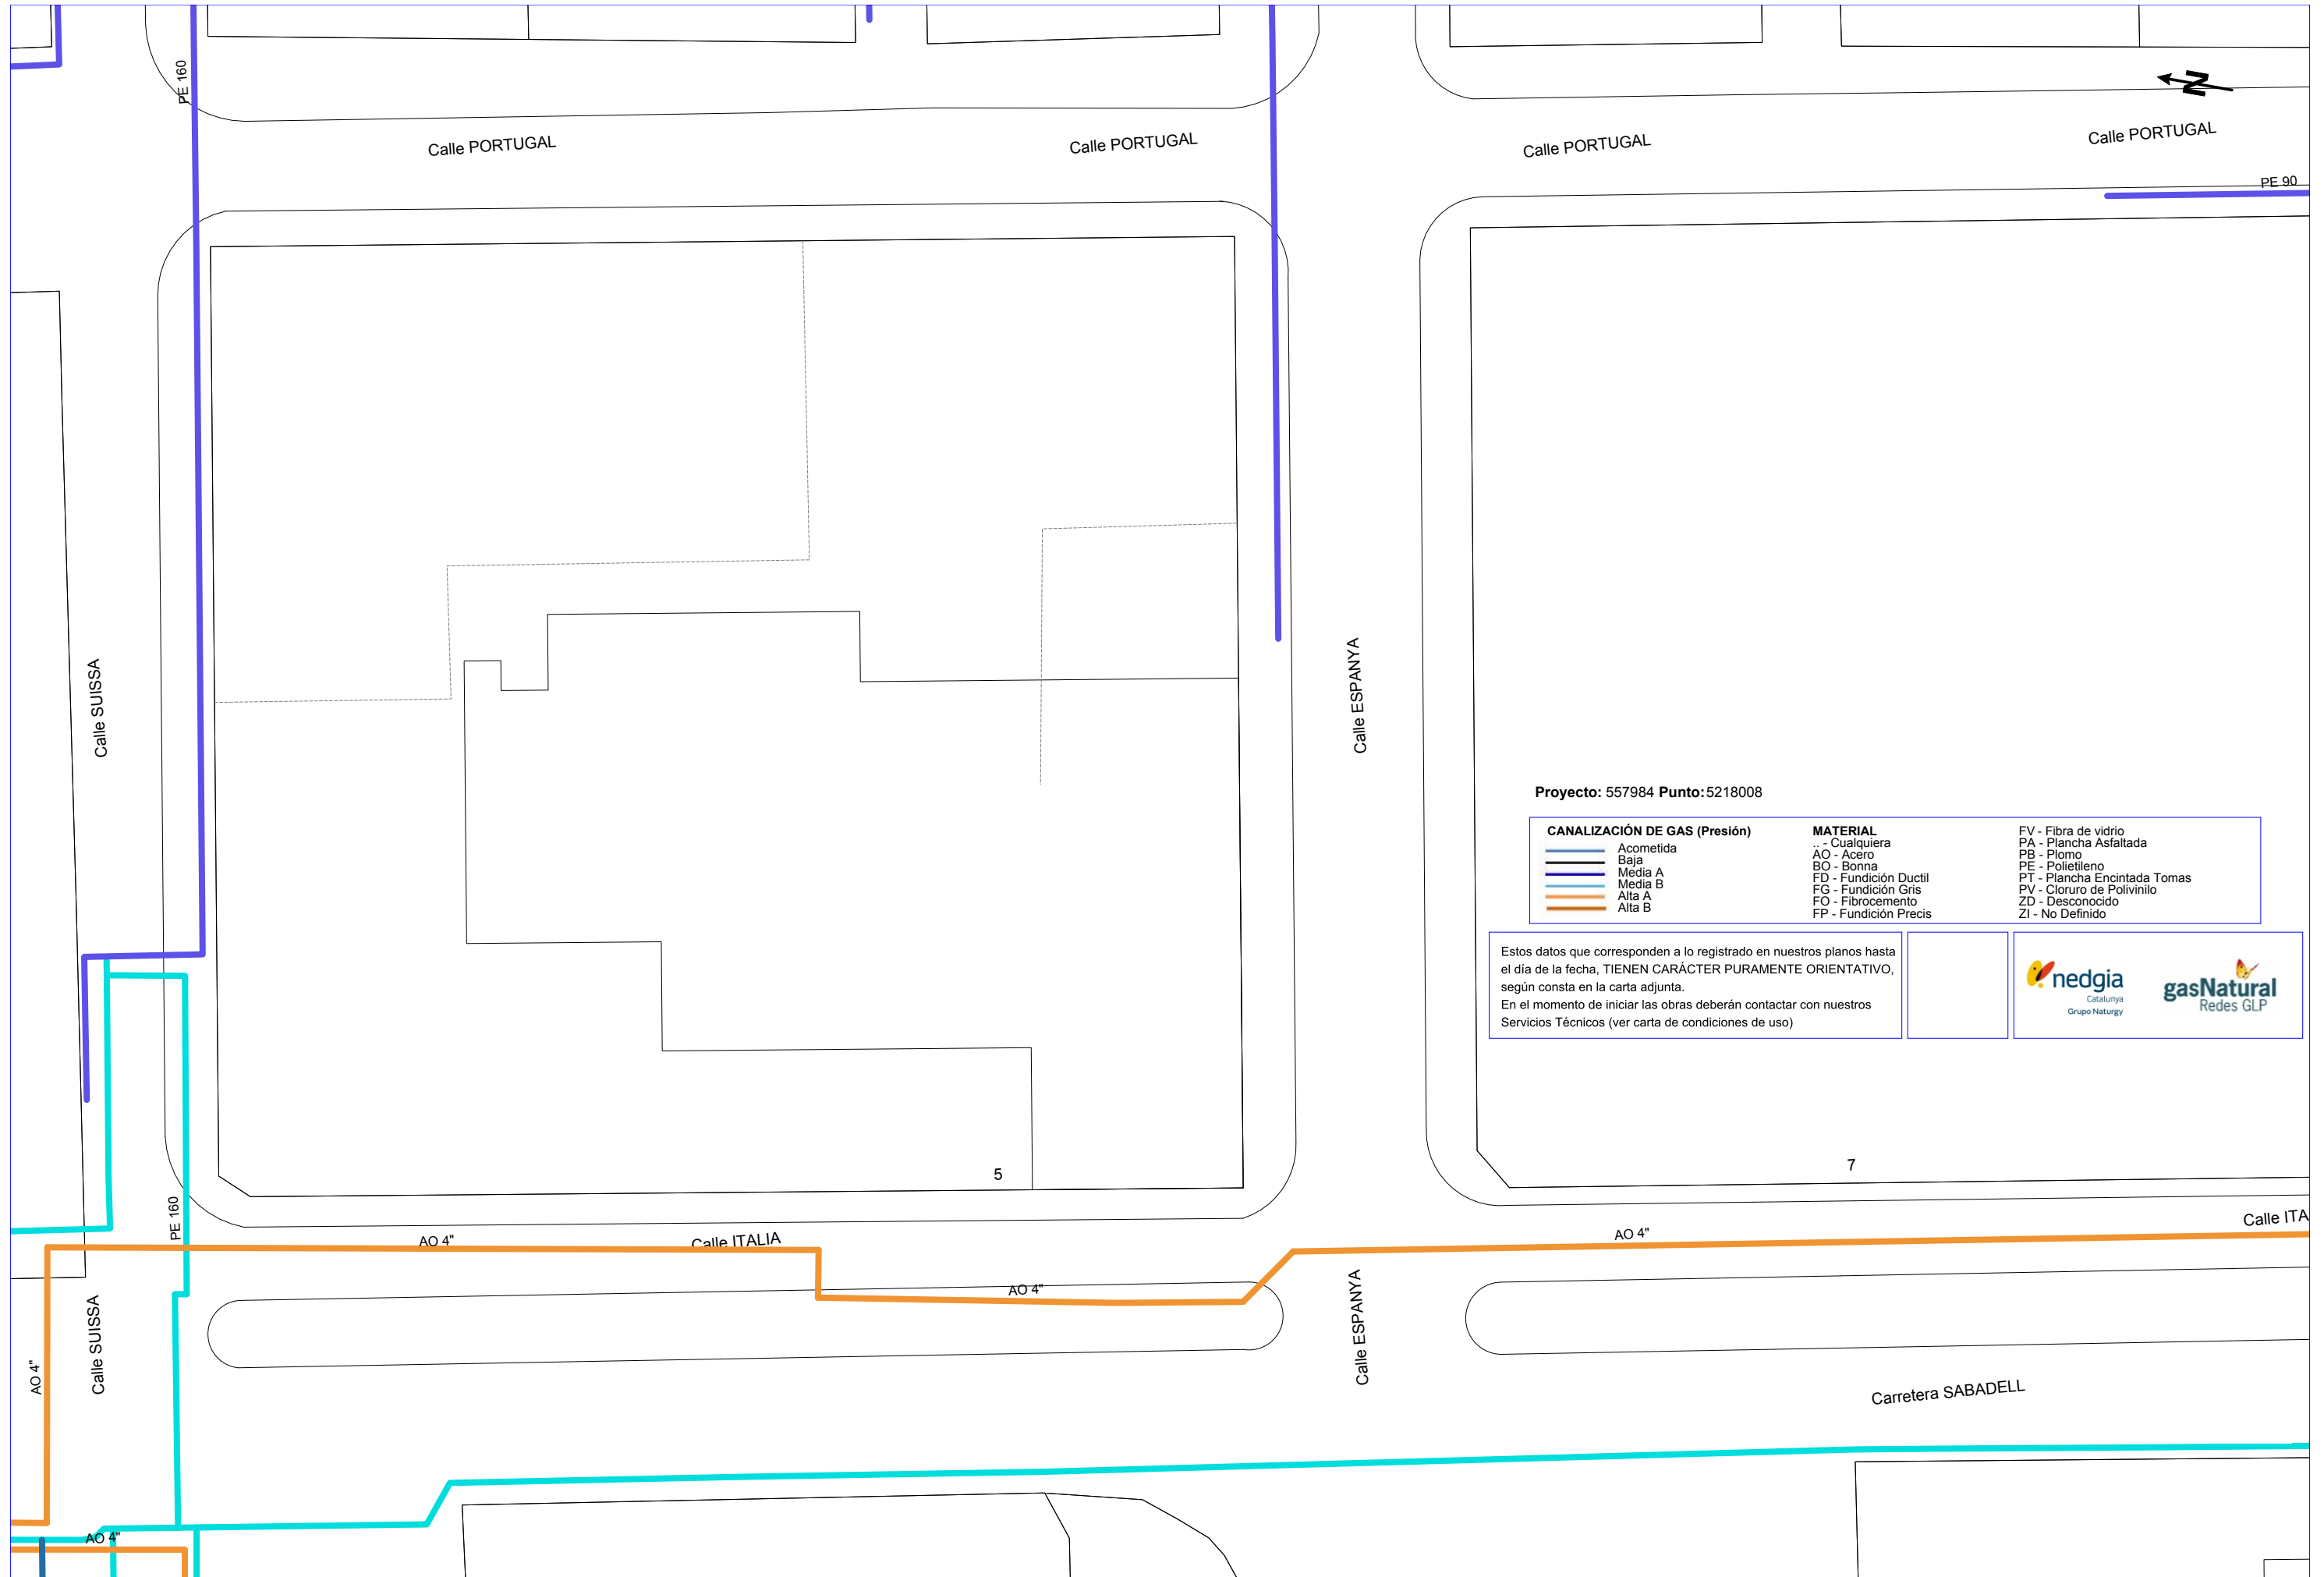 PE 160
N
Calle PORTUGAL
Calle PORTUGAL
Calle PORTUGAL
Calle PORTUGAL
PE 90
Calle SUISSA
Calle ESPANYA
Proyecto: 557984 Punto:5218008
CANALIZACIÓN DE GAS (Presión)
Acometida
Baja
Media A
Media B
Alta A
Alta B
MATERIAL
.. - Cualquiera
AO - Acero
BO - Bonna
FD - Fundición Ductil
FG - Fundición Gris
FO - Fibrocemento
FP - Fundición Precis
FV - Fibra de vidrio
PA - Plancha Asfaltada
PB - Plomo
PE - Polietileno
PT - Plancha Encintada Tomas
PV - Cloruro de Polivinilo
ZD - Desconocido
ZI - No Definido
Estos datos que corresponden a lo registrado en nuestros planos hasta
el día de la fecha, TIENEN CARÁCTER PURAMENTE ORIENTATIVO,
según consta en la carta adjunta.
En el momento de iniciar las obras deberán contactar con nuestros
Servicios Técnicos (ver carta de condiciones de uso)
nedgia
Catalunya
Grupo Naturgy
gasNatural
Redes GLP
5
7
PE 160
AO 4"
Calle ITALIA
AO 4"
AO 4"
Calle ITA
Calle SUISSA
AO 4"
Calle ESPANYA
Carretera SABADELL
AO 4"